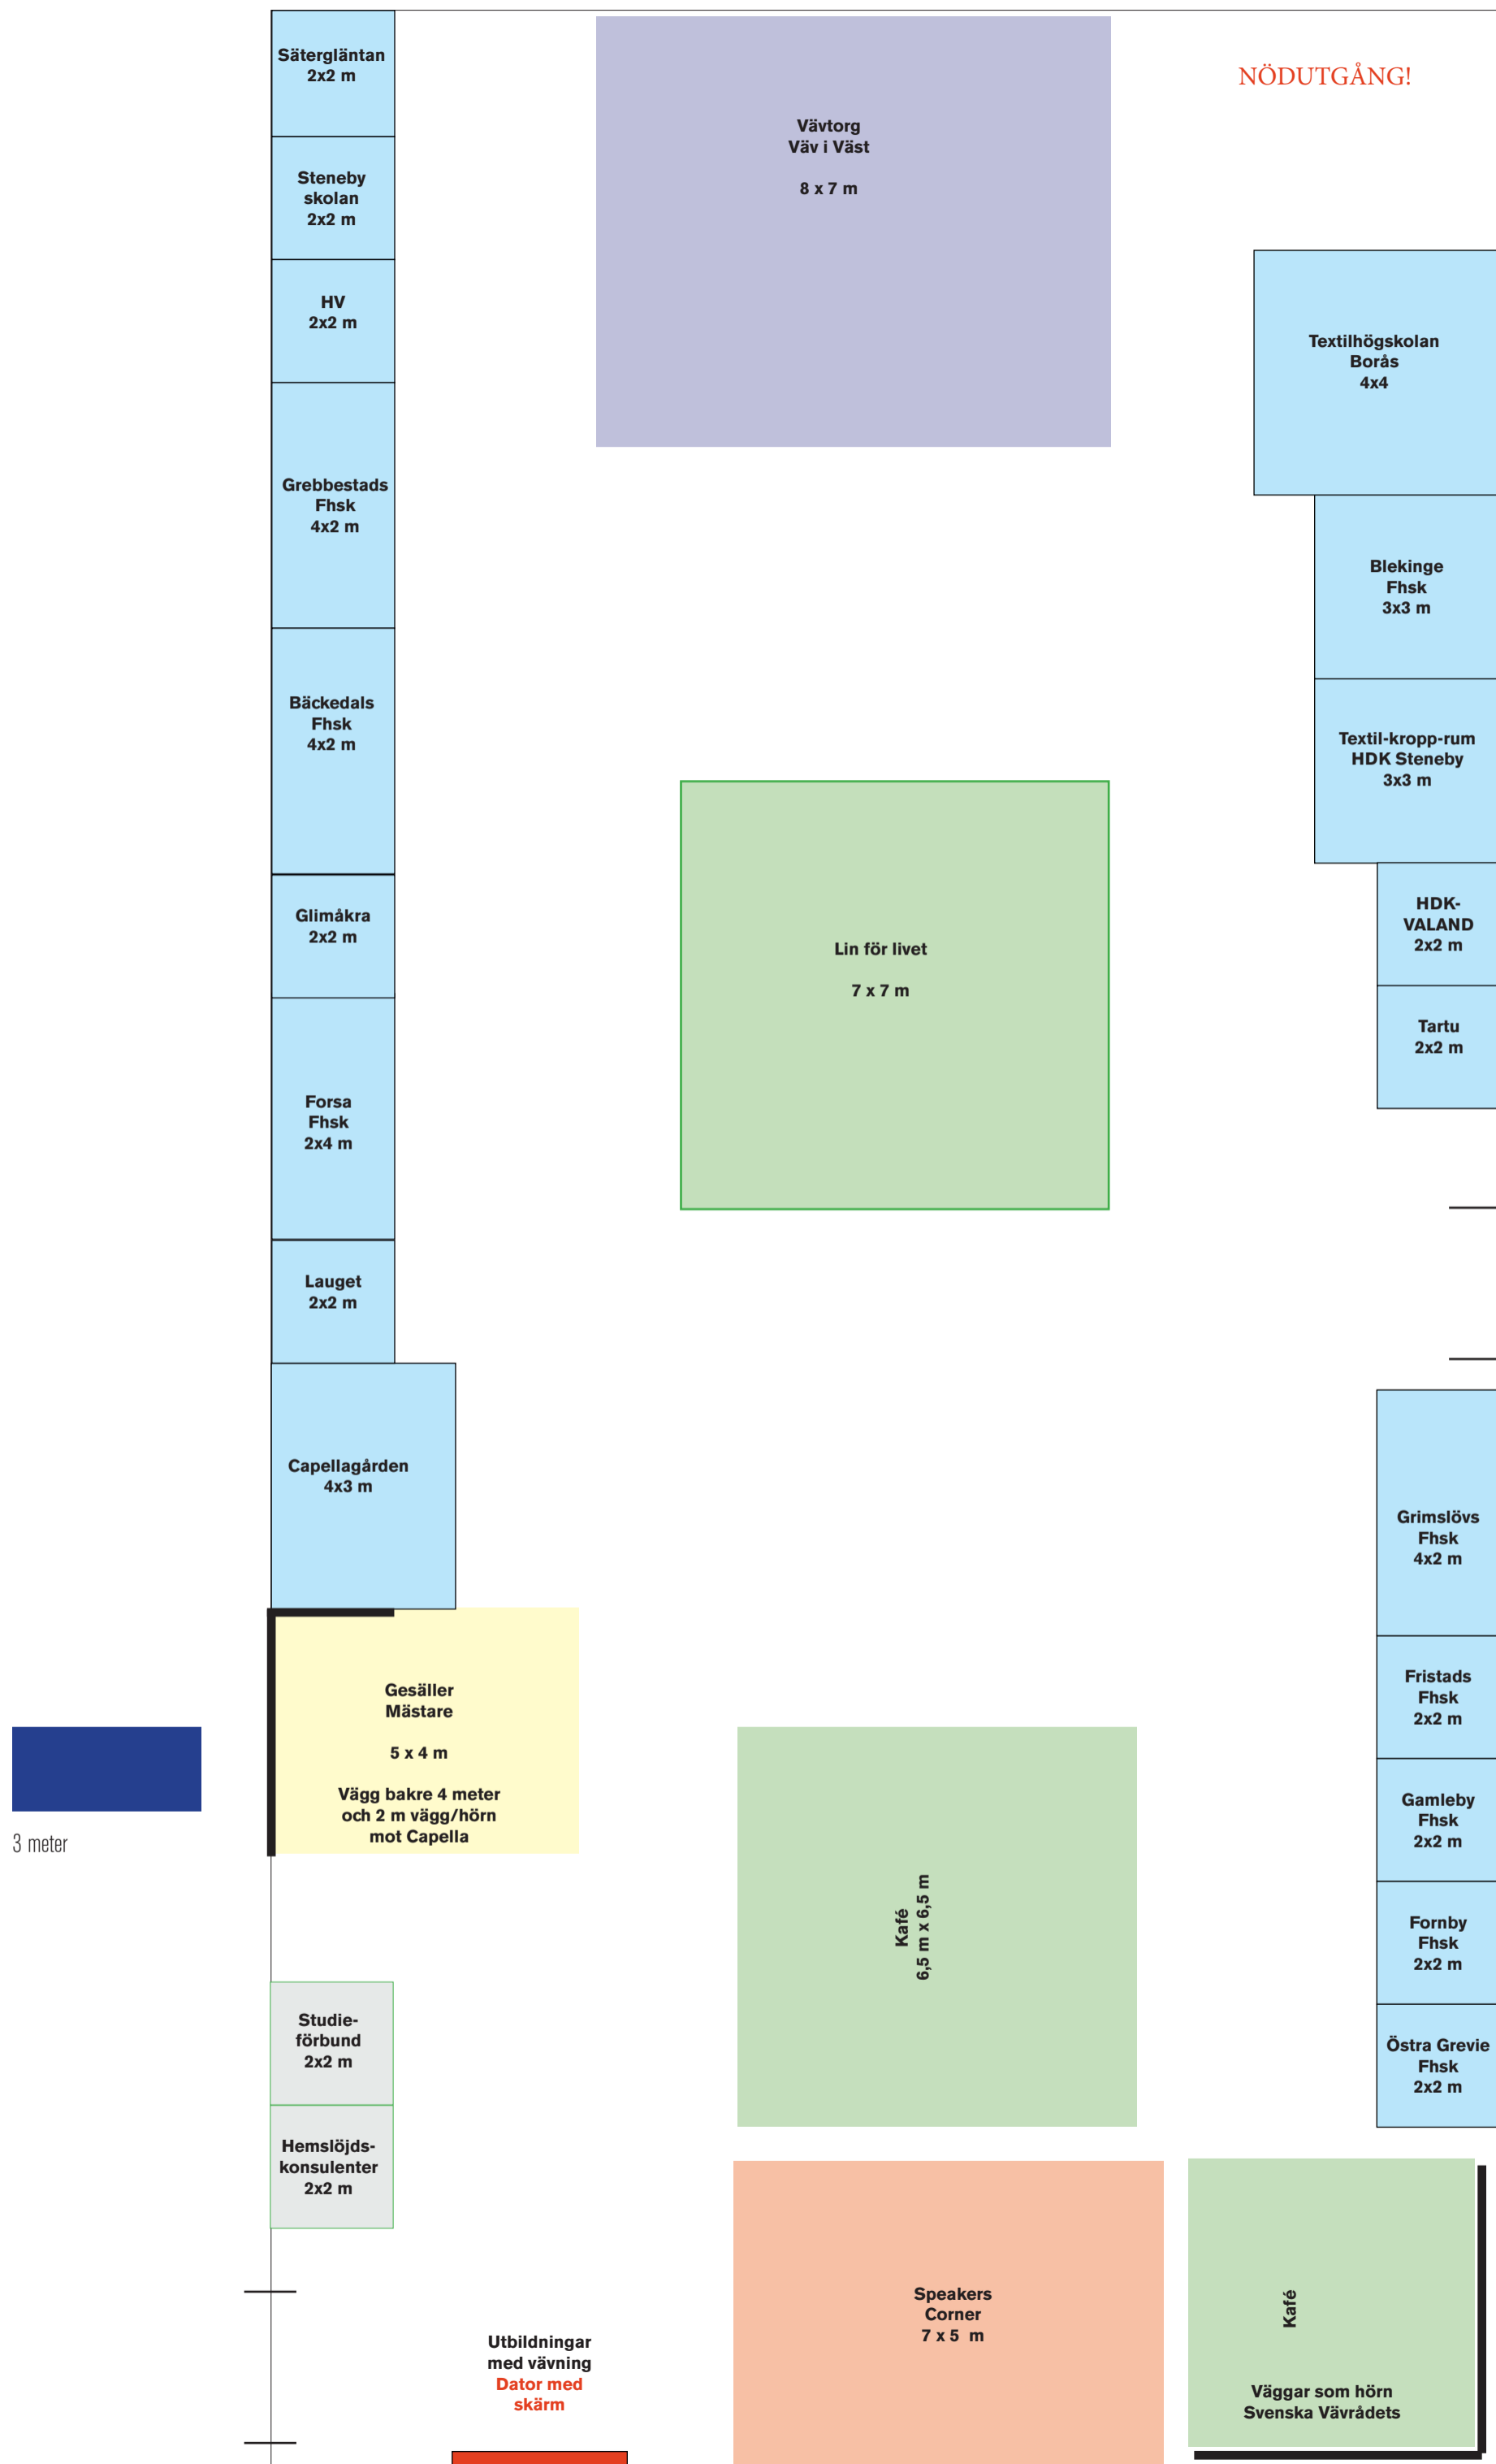 Sätergläntan
2x2 m
Steneby
skolan
2x2 m
HV
2x2 m
Grebbestads
Fhsk
4x2 m
Bäckedals
Fhsk
4x2 m
Glimåkra
2x2 m
Forsa
Fhsk
2x4 m
Lauget
2x2 m
Capellagården
4x3 m
Gesäller
Mästare
5 x 4 m
Vägg bakre 4 meter
och 2 m vägg/hörn
mot Capella
3 meter
Studie-
förbund
2x2 m
Hemslöjds-
konsulenter
2x2 m
Utbildningar
med vävning
Dator med
skärm
Vävtorg
Väv i Väst
8 x 7 m
Lin för livet
7 x 7 m
Kafé
6,5 m x 6,5 m
Speakers
Corner
7 x 5 m
NÖDUTGÅNG!
Textilhögskolan
Borås
4x4
Blekinge
Fhsk
3x3 m
Textil-kropp-rum
HDK Steneby
3x3 m
HDK-
VALAND
2x2 m
Tartu
2x2 m
Grimslövs
Fhsk
4x2 m
Fristads
Fhsk
2x2 m
Gamleby
Fhsk
2x2 m
Fornby
Fhsk
2x2 m
Östra Grevie
Fhsk
2x2 m
Kafé
Väggar som hörn
Svenska Vävrådets